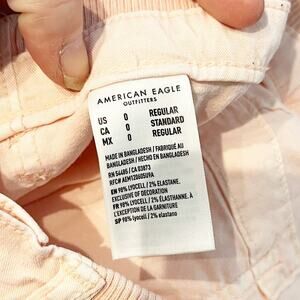 AMERICAN EAGLE
OUTFITTERS
US 0 REGULAR
CA 0 STANDARD
MX 0 REGULAR
MADE IN BANGLADESH / FABRIQUÉ AU
BANGLADESH / HECHO EN BANGLADESH
RN 54485 / CA 03873
RFC# AEM1206050U9A
EN 98% LYOCELL / 2% ELASTANE.
EXCLUSIVE OF DECORATION
FR 98% LYOCELL / 2% ÉLASTHANNE. À
L'EXCEPTION DE LA GARNITURE
SP 98% lyocell / 2% elastano